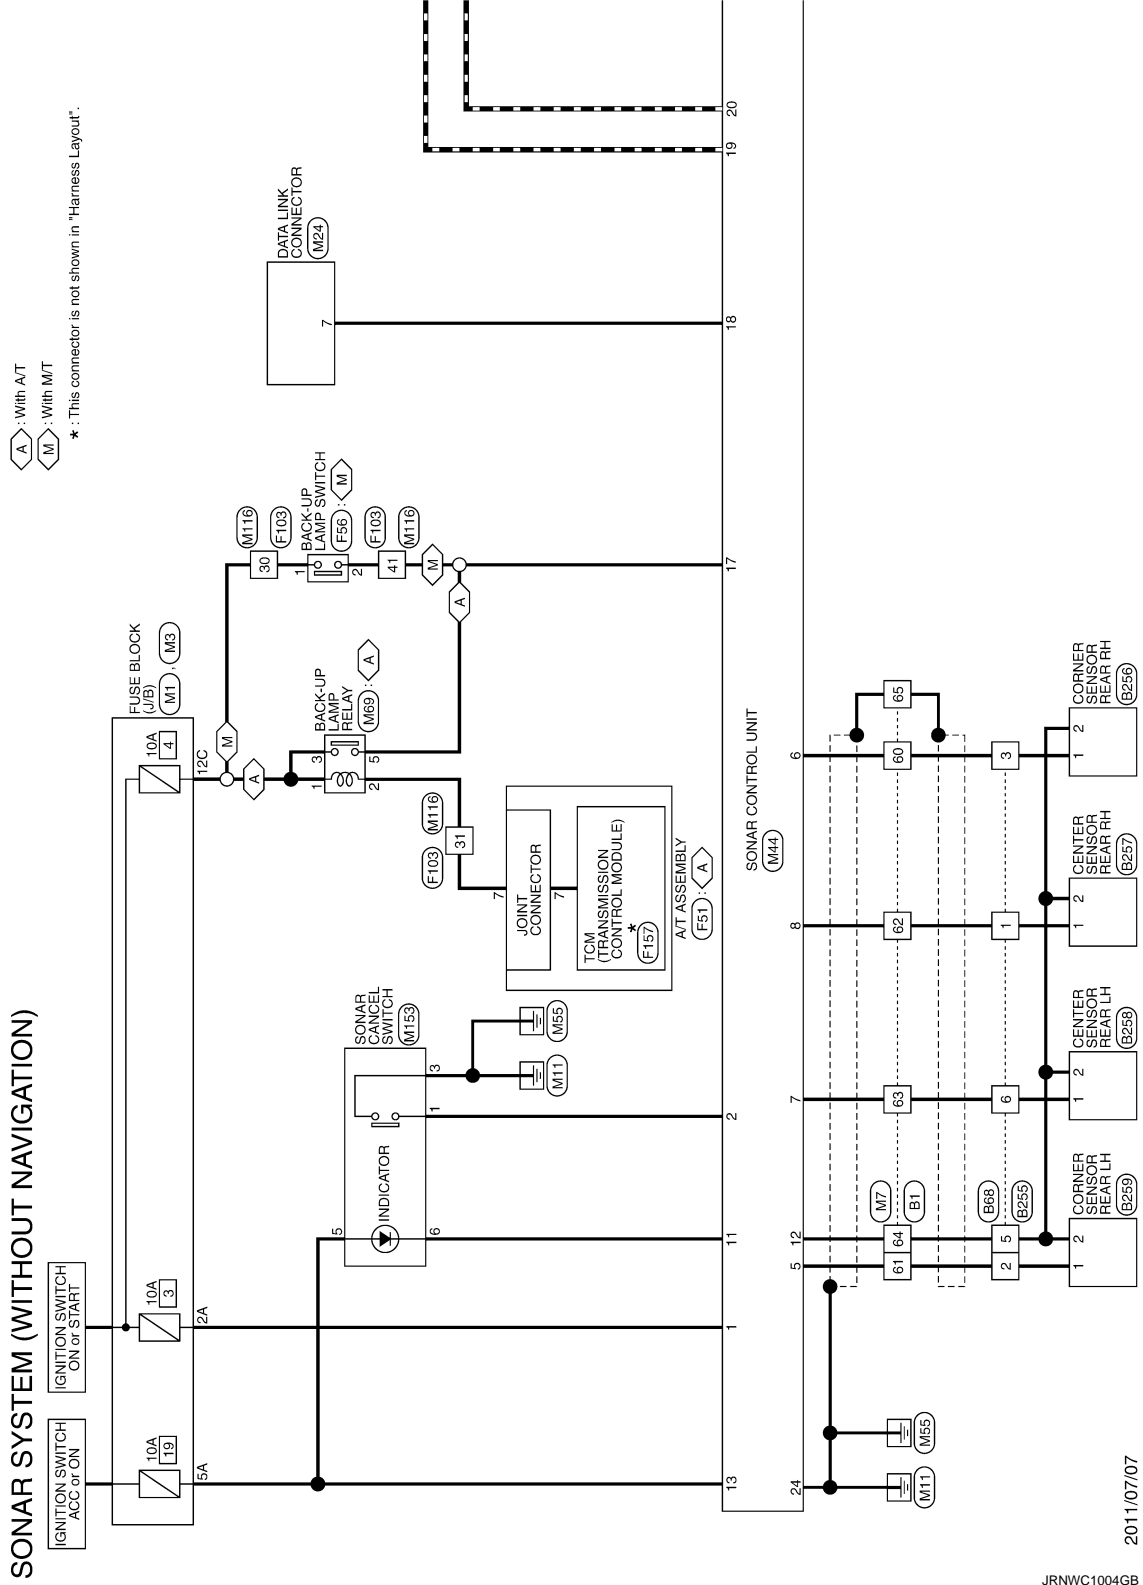 SONAR SYSTEM (WITHOUT NAVIGATION)
A : With A/T
M : With M/T
* : This connector is not shown in "Harness Layout".
IGNITION SWITCH
ACC or ON
IGNITION SWITCH
ON or START
10A
19
10A
3
10A
4
FUSE BLOCK
(J/B)
M1 , M3
5A
2A
12C
M
A
M116
30
F103
1
BACK-UP
LAMP SWITCH
F56 : M
2
F103
41
M116
M
A
3
1
BACK-UP
LAMP
RELAY
M69 : A
5
2
F103
M116
31
7
JOINT
CONNECTOR
7
TCM
(TRANSMISSION
CONTROL MODULE)
*
F157
A/T ASSEMBLY
F51 : A
SONAR
CANCEL
SWITCH
M153
5
INDICATOR
6
1
3
M11
M55
DATA LINK
CONNECTOR
M24
7
13
1
11
2
17
18
19
20
SONAR CONTROL UNIT
M44
24
5
12
7
8
6
M11
M55
61
64
M7
B1
63
62
60
65
2
5
B68
B255
6
1
3
1
2
CORNER
SENSOR
REAR LH
B259
1
2
CENTER
SENSOR
REAR LH
B258
1
2
CENTER
SENSOR
REAR RH
B257
1
2
CORNER
SENSOR
REAR RH
B256
2011/07/07
JRNWC1004GB